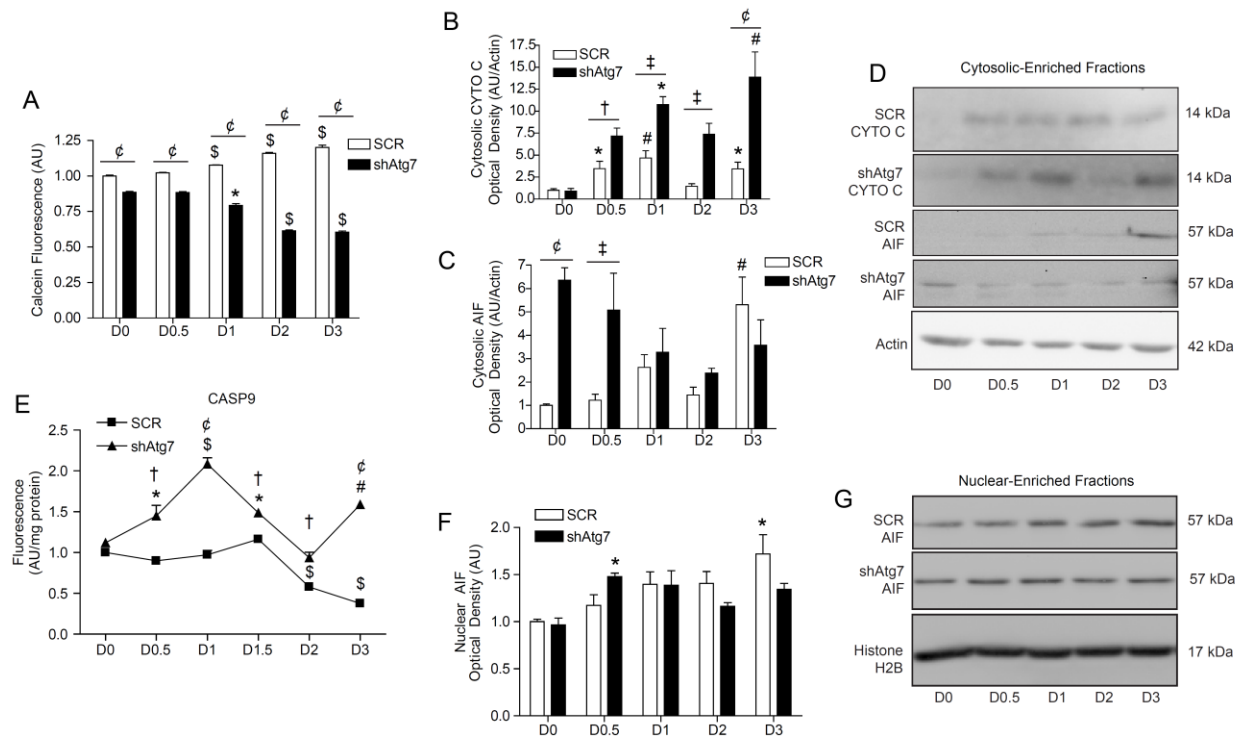 A
Calcein Fluorescence (AU)
1.25
1.00
0.75
0.50
0.25
0.00
¢
¢
¢
¢
¢
$
$
$
*
$
$
SCR
shAtg7
D0
D0.5
D1
D2
D3
B
Cytosolic CYTO C
Optical Density (AU/Actin)
17.5
15.0
12.5
10.0
7.5
5.0
2.5
0.0
SCR
shAtg7
†
‡
‡
¢
*
#
*
*
#
D0
D0.5
D1
D2
D3
C
Cytosolic AIF
Optical Density (AU/Actin)
7
6
5
4
3
2
1
0
¢
‡
#
SCR
shAtg7
D0
D0.5
D1
D2
D3
D
Cytosolic-Enriched Fractions
SCR
CYTO C
14 kDa
shAtg7
CYTO C
14 kDa
SCR
AIF
57 kDa
shAtg7
AIF
57 kDa
Actin
42 kDa
D0
D0.5
D1
D2
D3
E
CASP9
SCR
shAtg7
Fluorescence
(AU/mg protein)
2.5
2.0
1.5
1.0
0.5
0.0
†
*
¢
$
†
*
†
$
¢
#
$
D0
D0.5
D1
D1.5
D2
D3
F
Nuclear AIF
Optical Density (AU)
2.0
1.5
1.0
0.5
0.0
SCR
shAtg7
*
*
D0
D0.5
D1
D2
D3
G
Nuclear-Enriched Fractions
SCR
AIF
57 kDa
shAtg7
AIF
57 kDa
Histone
H2B
17 kDa
D0
D0.5
D1
D2
D3